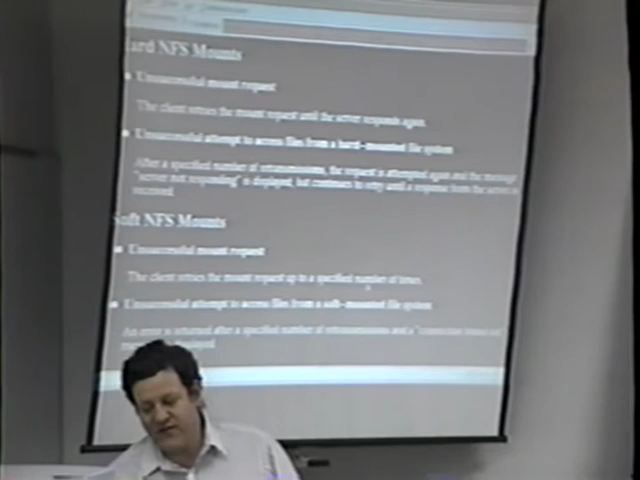 ard NFS Mounts
Unsuccessful mount request
The client retries the mount request until the server responds again.
Unsuccessful attempt to access files from a hard-mounted file system
After a specified number of retransmissions, the request is attempted again and the message
"server not responding" is displayed, but continues to retry until a response from the server is
received.
oft NFS Mounts
Unsuccessful mount request
The client retries the mount request up to a specified number of times.
Unsuccessful attempt to access files from a soft-mounted file system
An error is returned after a specified number of retransmissions and a "connection timed out"